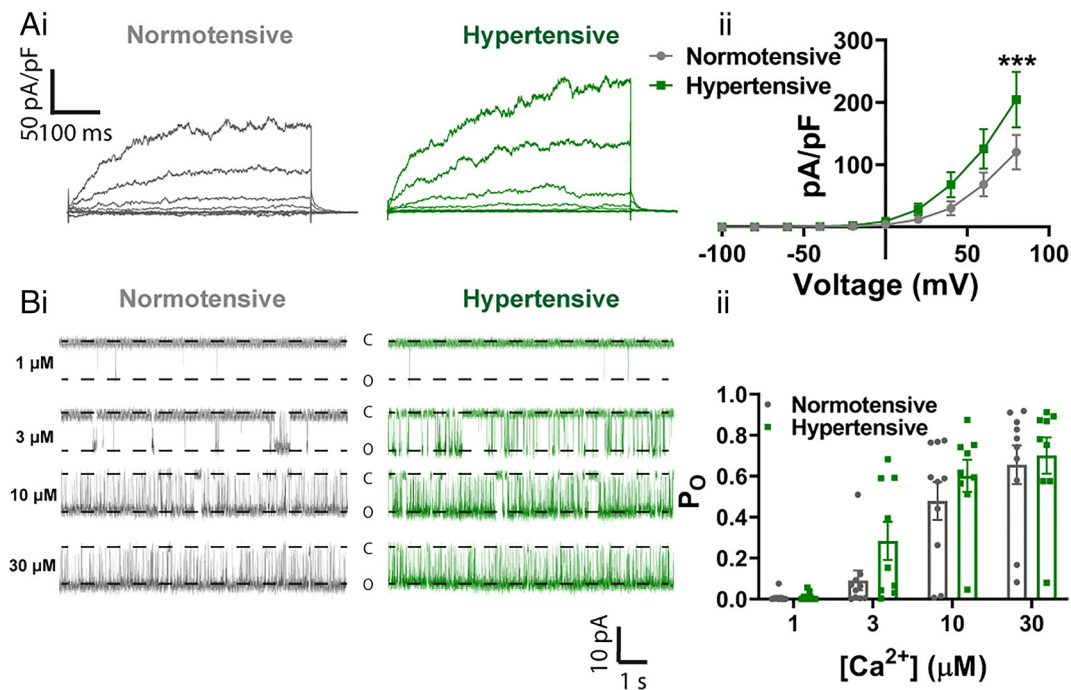 Ai
Normotensive
Hypertensive
50 pA/pF
5100 ms
ii
Normotensive
Hypertensive
***
300
200
100
pA/pF
-100
-50
50
100
Voltage (mV)
Bi
Normotensive
Hypertensive
1 µM
C
O
3 µM
C
O
10 µM
C
O
30 µM
C
O
10 pA
1 s
ii
Normotensive
Hypertensive
1.0
0.8
0.6
0.4
0.2
0.0
PO
1
3
10
30
[Ca2+] (µM)